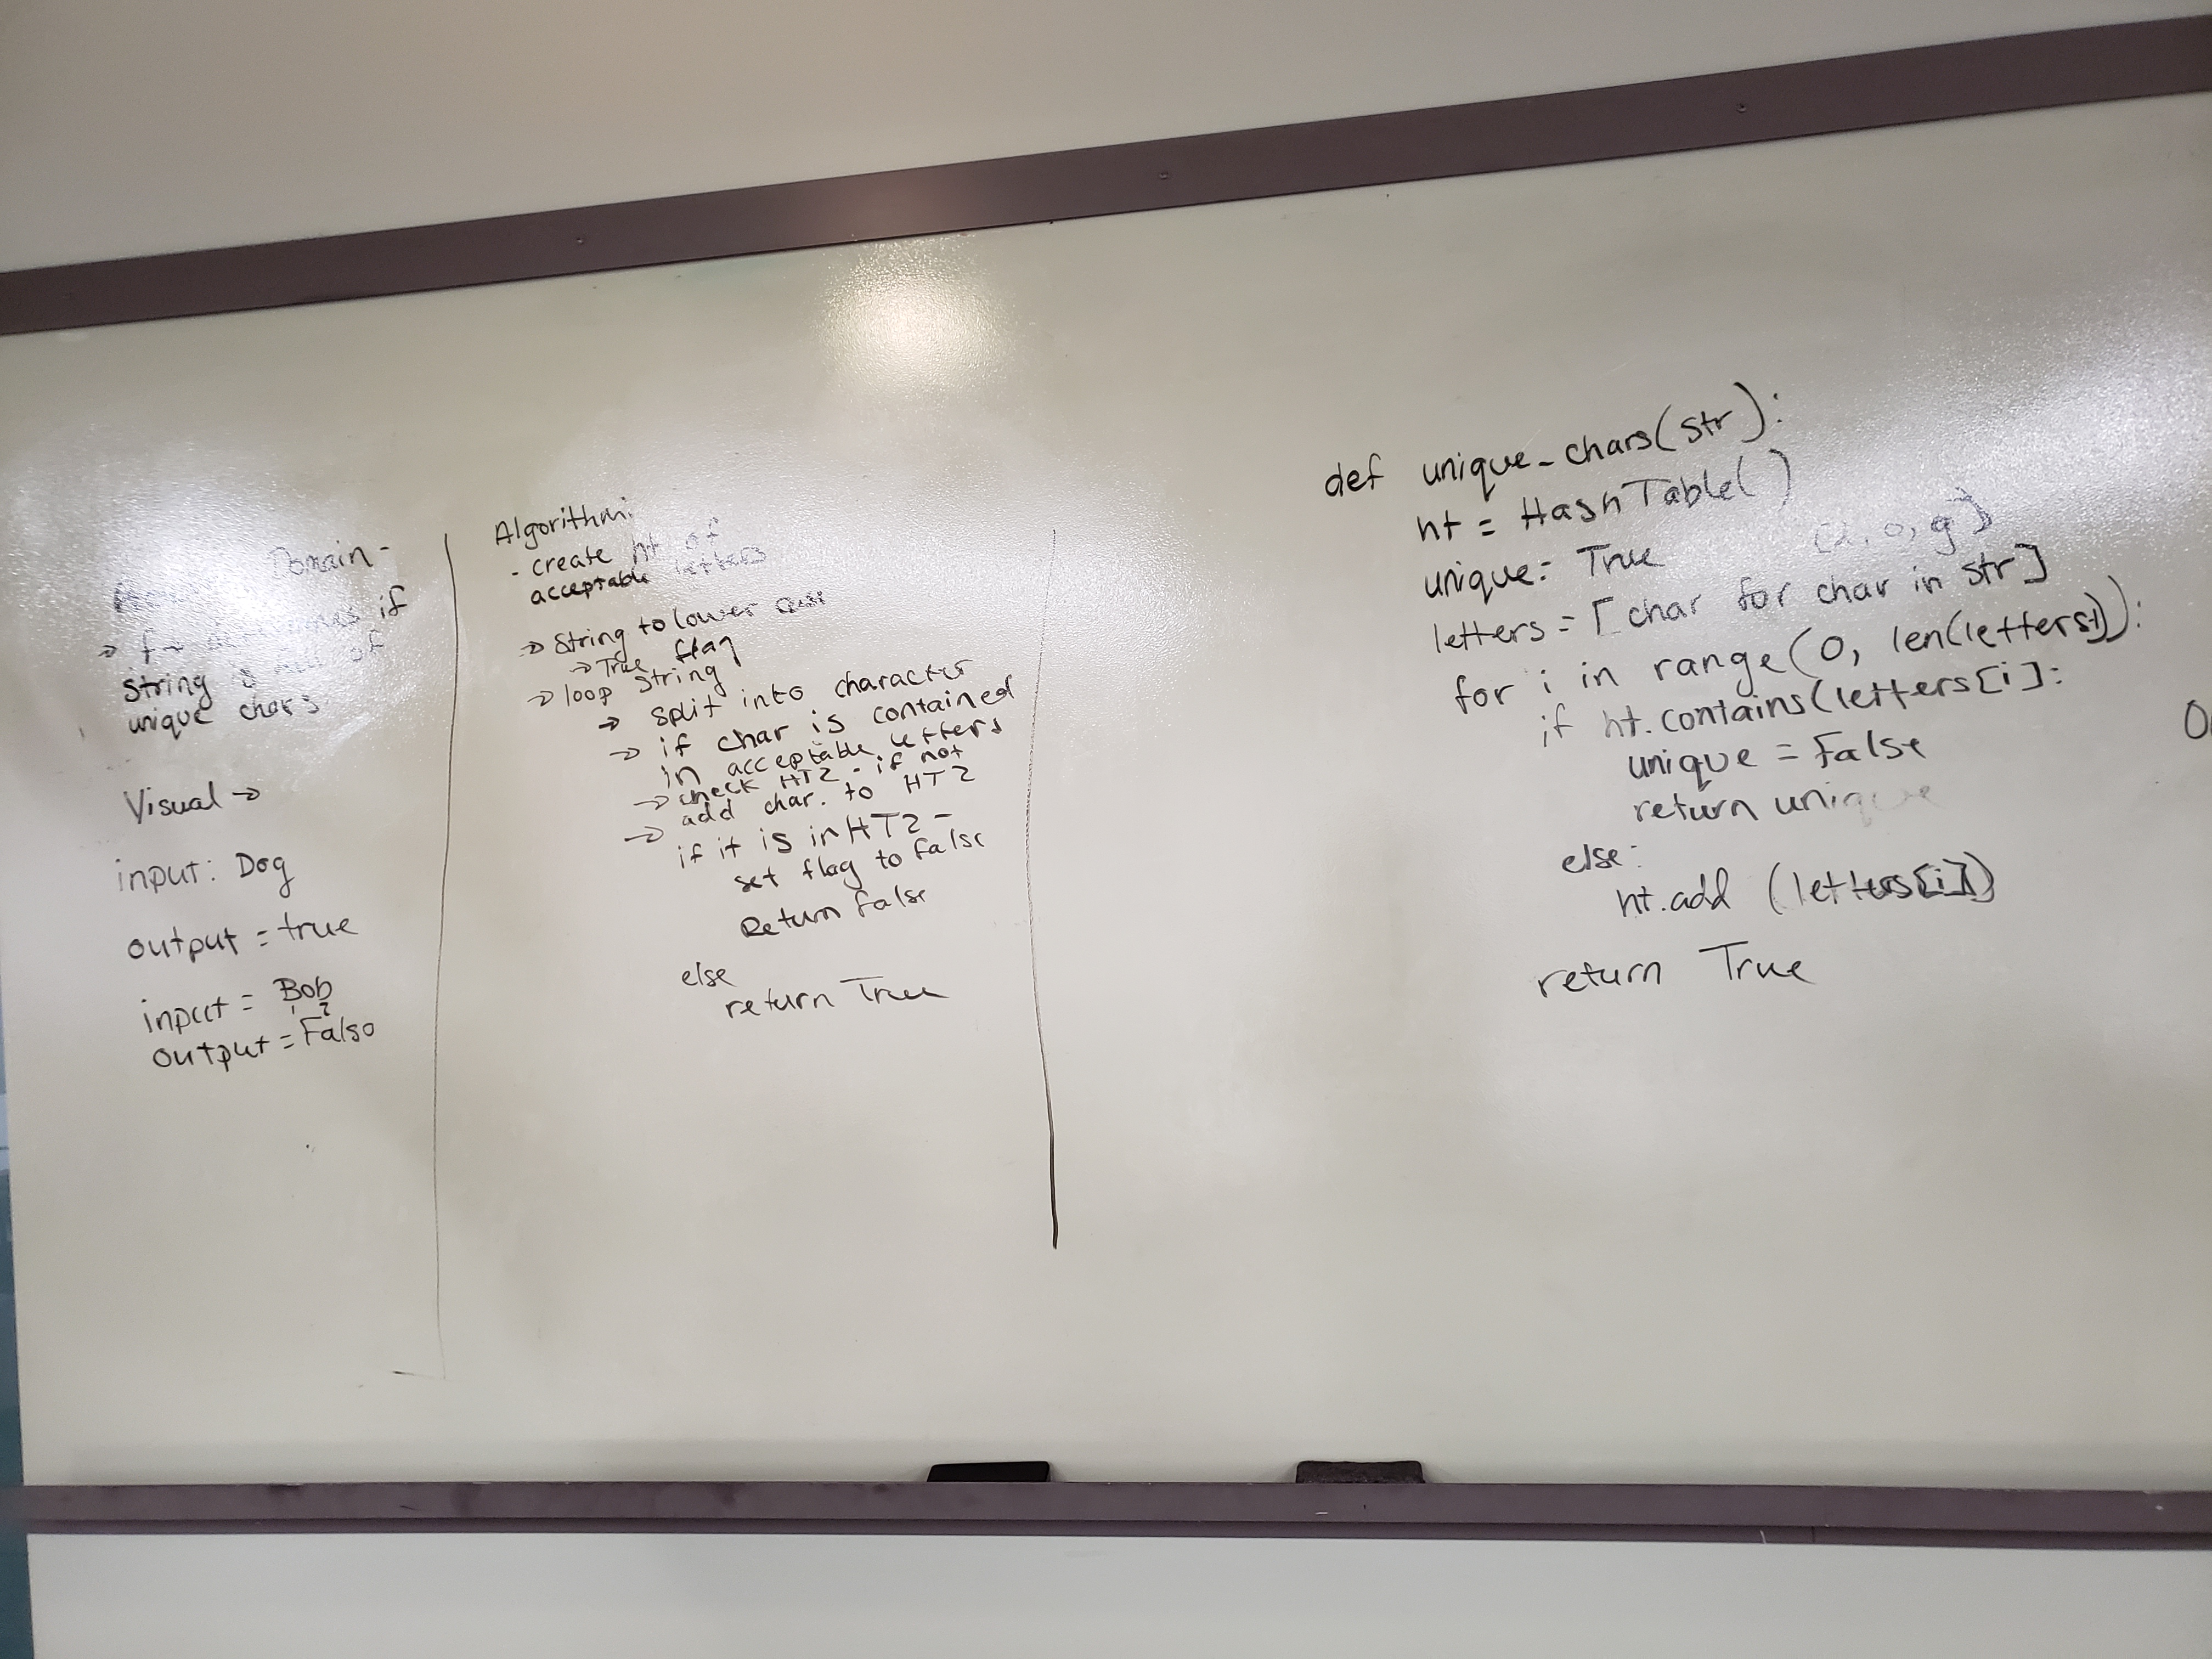 Domain-
→ f
if
string is all of
unique chars.
Visual →
input: Dog
output = true
input = Bob
1 2
output = False
Algorithm:
- create ht of
acceptable letters
→ String to lower case
→ True flag
→ loop string
→ split into character
→ if char is contained
in acceptable letters
→ check HT2 - if not
add char. to HT2
→ if it is in HT2 -
set flag to false
Return false
else
return True
def unique_chars(str):
ht = HashTable()
unique = True
[d, o, g]
letters = [char for char in str]
for i in range(0, len(letters)):
if ht.contains(letters[i]:
unique = False
return unique
else:
ht.add (letters[i])
return True